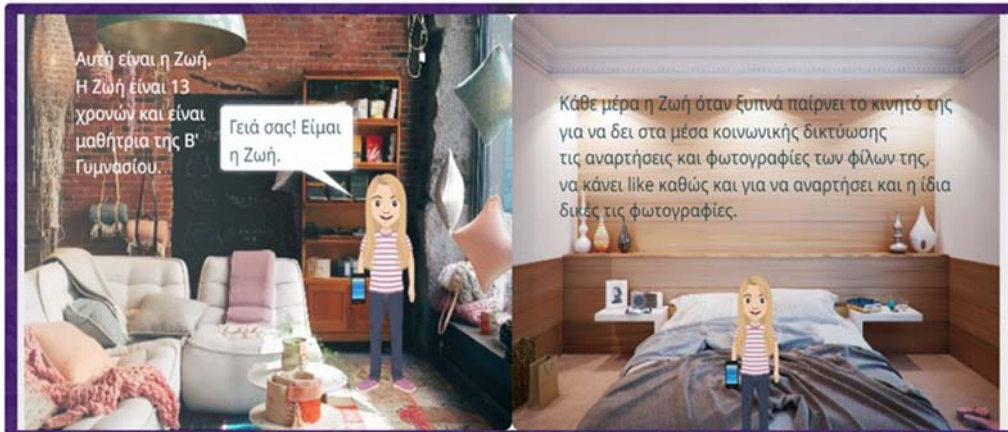 Αυτή είναι η Ζωή.
Η Ζωή είναι 13
χρονών και είναι
μαθήτρια της Β'
Γυμνασίου.
Γειά σας! Είμαι
η Ζωή.
Κάθε μέρα η Ζωή όταν ξυπνά παίρνει το κινητό της
για να δει στα μέσα κοινωνικής δικτύωσης
τις αναρτήσεις και φωτογραφίες των φίλων της,
να κάνει like καθώς και για να αναρτήσει και η ίδια
δικές τις φωτογραφίες.